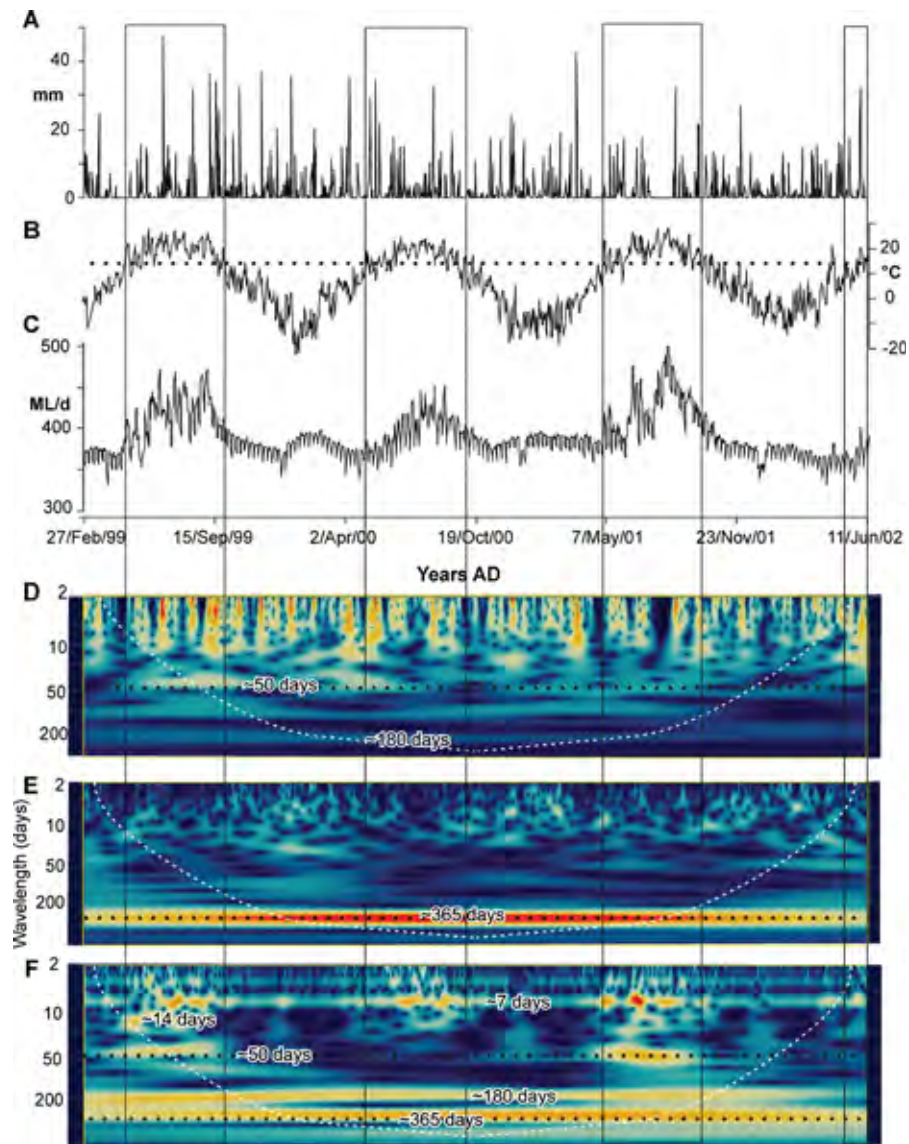 A
40
mm
20
0
B
20
°C
0
-20
C
500
ML/d
400
300
27/Feb/99 15/Sep/99 2/Apr/00 19/Oct/00 7/May/01 23/Nov/01 11/Jun/02
Years AD
D
2
10
50
200
~50 days
~180 days
E
2
10
50
200
Wavelength (days)
~365 days
F
2
10
50
200
~7 days
~14 days
~50 days
~180 days
~365 days